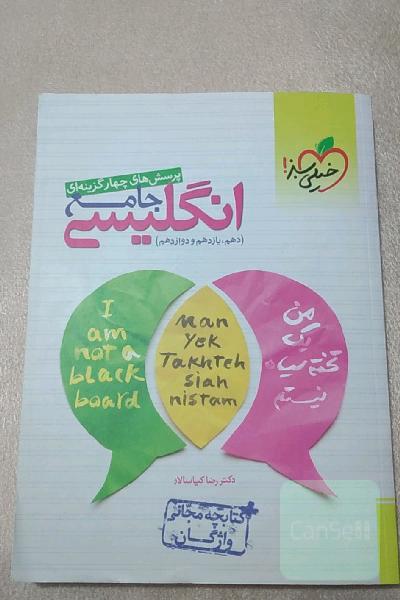 خیلی سبز!
پرسش‌های چهارگزینه‌ای
جامع
انگلیسی
(دهم، یازدهم و دوازدهم)
I
am
not a
black
board
Man
Yek
Takhteh
siah
nistam
من
یک
تخته سیاه
نیستم
دکتر رضا کیاسالار
+کتابچه مجانی
واژگان
CanSell